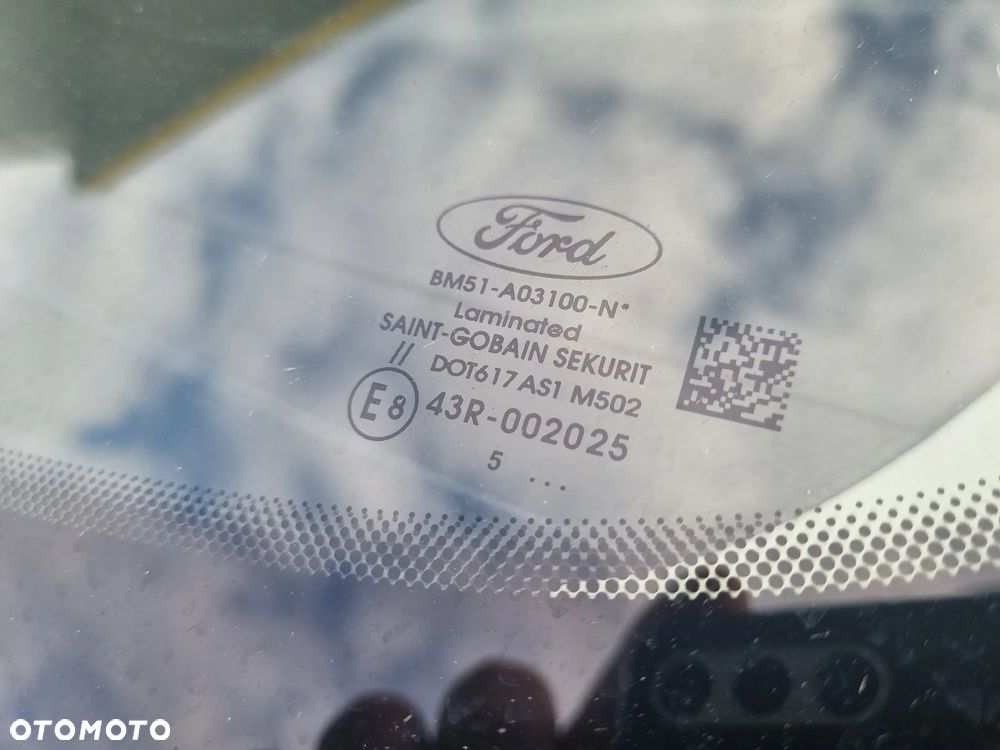 Ford
BM51-A03100-N*
Laminated
SAINT-GOBAIN SEKURIT
// DOT617 AS1 M502
E8 43R-002025
5 ...
OTOMOTO